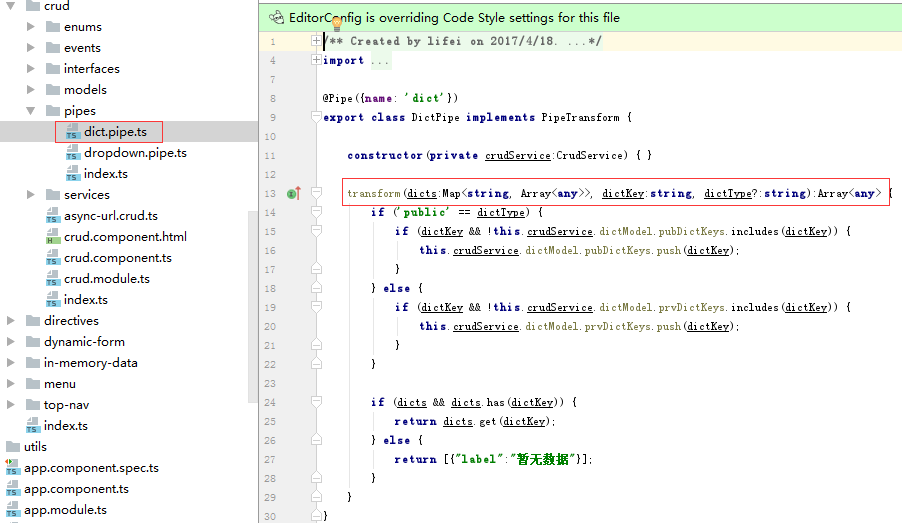 crud
enums
events
interfaces
models
pipes
dict.pipe.ts
dropdown.pipe.ts
index.ts
services
async-url.crud.ts
crud.component.html
crud.component.ts
crud.module.ts
index.ts
directives
dynamic-form
in-memory-data
menu
top-nav
index.ts
utils
app.component.spec.ts
app.component.ts
app.module.ts
EditorConfig is overriding Code Style settings for this file
1 /** Created by lifei on 2017/4/18. ...*/
4 import ...
7
8 @Pipe({name: 'dict'})
9 export class DictPipe implements PipeTransform {
10
11 constructor(private crudService:CrudService) { }
12
13 transform(dicts:Map<string, Array<any>>, dictKey:string, dictType?:string):Array<any> {
14 if ('public' == dictType) {
15 if (dictKey && !this.crudService.dictModel.pubDictKeys.includes(dictKey)) {
16 this.crudService.dictModel.pubDictKeys.push(dictKey);
17 }
18 } else {
19 if (dictKey && !this.crudService.dictModel.prvDictKeys.includes(dictKey)) {
20 this.crudService.dictModel.prvDictKeys.push(dictKey);
21 }
22 }
23
24 if (dicts && dicts.has(dictKey)) {
25 return dicts.get(dictKey);
26 } else {
27 return [{"label":"暂无数据"}];
28 }
29 }
30 }